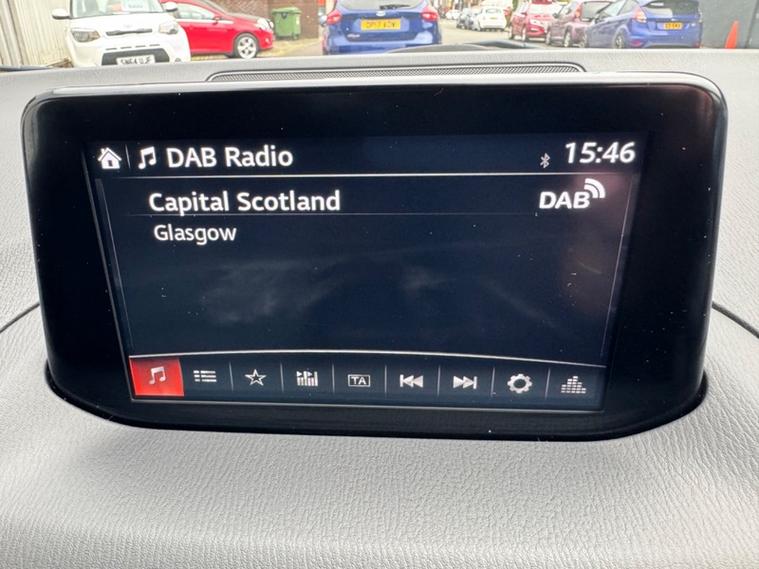 DAB Radio
15:46
Capital Scotland
DAB
Glasgow
TA